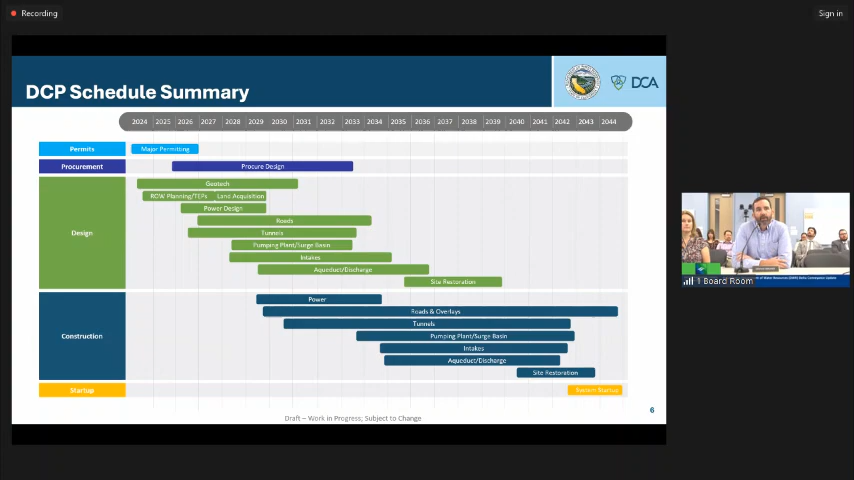 Recording
Sign in
DCP Schedule Summary
DCA
2024 2025 2026 2027 2028 2029 2030 2031 2032 2033 2034 2035 2036 2037 2038 2039 2040 2041 2042 2043 2044
Permits
Major Permitting
Procurement
Procure Design
Design
Geotech
ROW Planning/TEPs Land Acquisition
Power Design
Roads
Tunnels
Pumping Plant/Surge Basin
Intakes
Aqueduct/Discharge
Site Restoration
Construction
Power
Roads & Overlays
Tunnels
Pumping Plant/Surge Basin
Intakes
Aqueduct/Discharge
Site Restoration
Startup
System Startup
Draft – Work in Progress; Subject to Change
6
1 Board Room